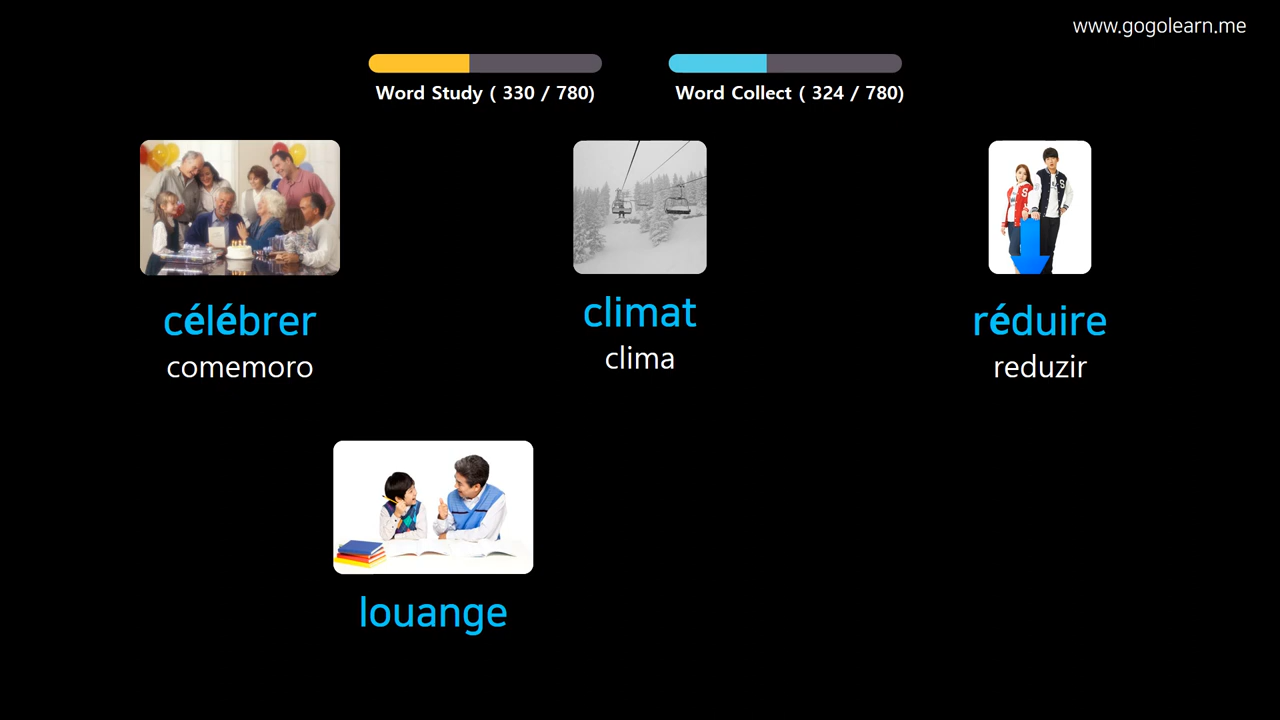 www.gogolearn.me
Word Study ( 330 / 780)
Word Collect ( 324 / 780)
célébrer
comemoro
climat
clima
réduire
reduzir
louange